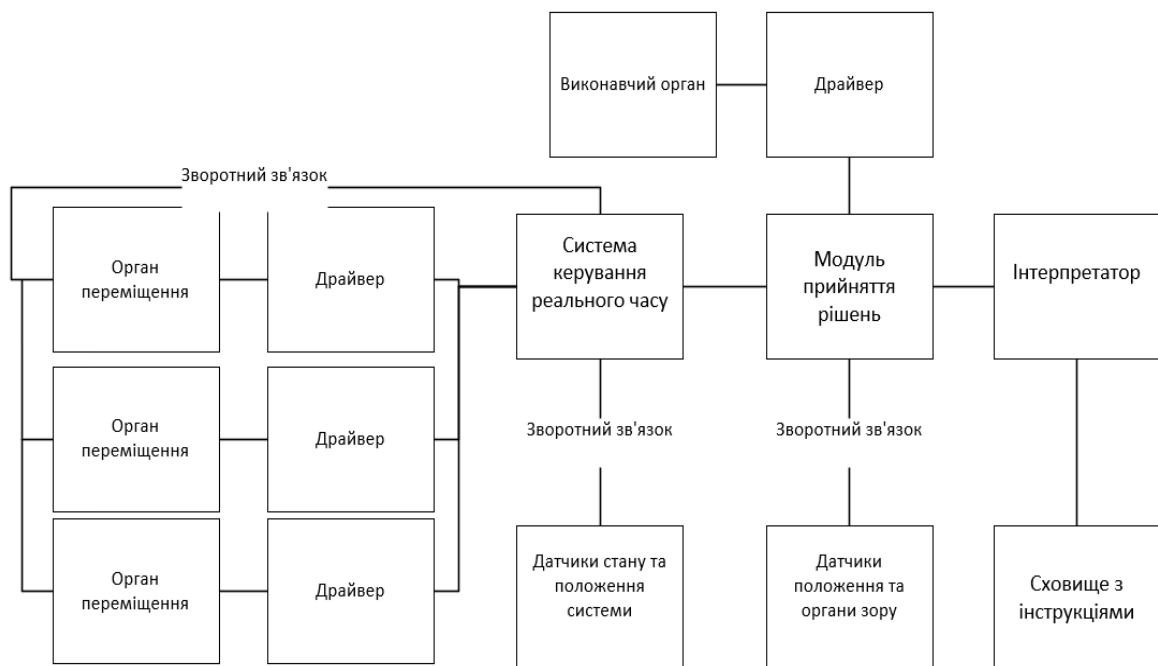 Виконавчий орган
Драйвер
Зворотний зв'язок
Орган
переміщення
Драйвер
Система
керування
реального часу
Модуль
прийняття
рішень
Інтерпретатор
Орган
переміщення
Драйвер
Зворотний зв'язок
Зворотний зв'язок
Орган
переміщення
Драйвер
Датчики стану та
положення
системи
Датчики
положення та
органи зору
Сховище з
інструкціями